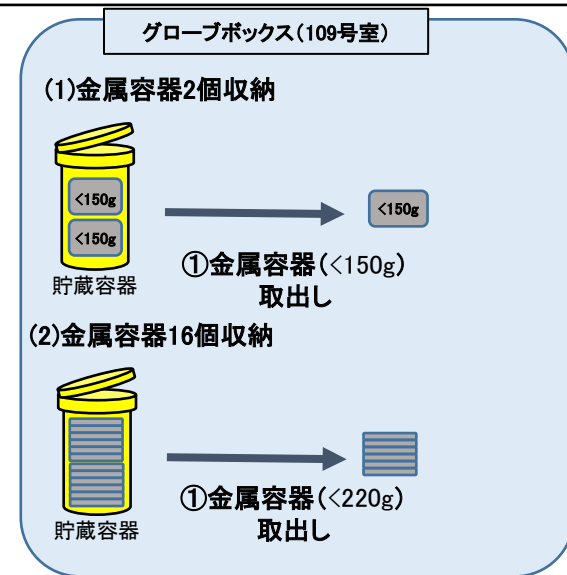 グローブボックス(109号室)
(1)金属容器2個収納
<150g
<150g
<150g
①金属容器(<150g)
取出し
貯蔵容器
(2)金属容器16個収納
①金属容器(<220g)
取出し
貯蔵容器